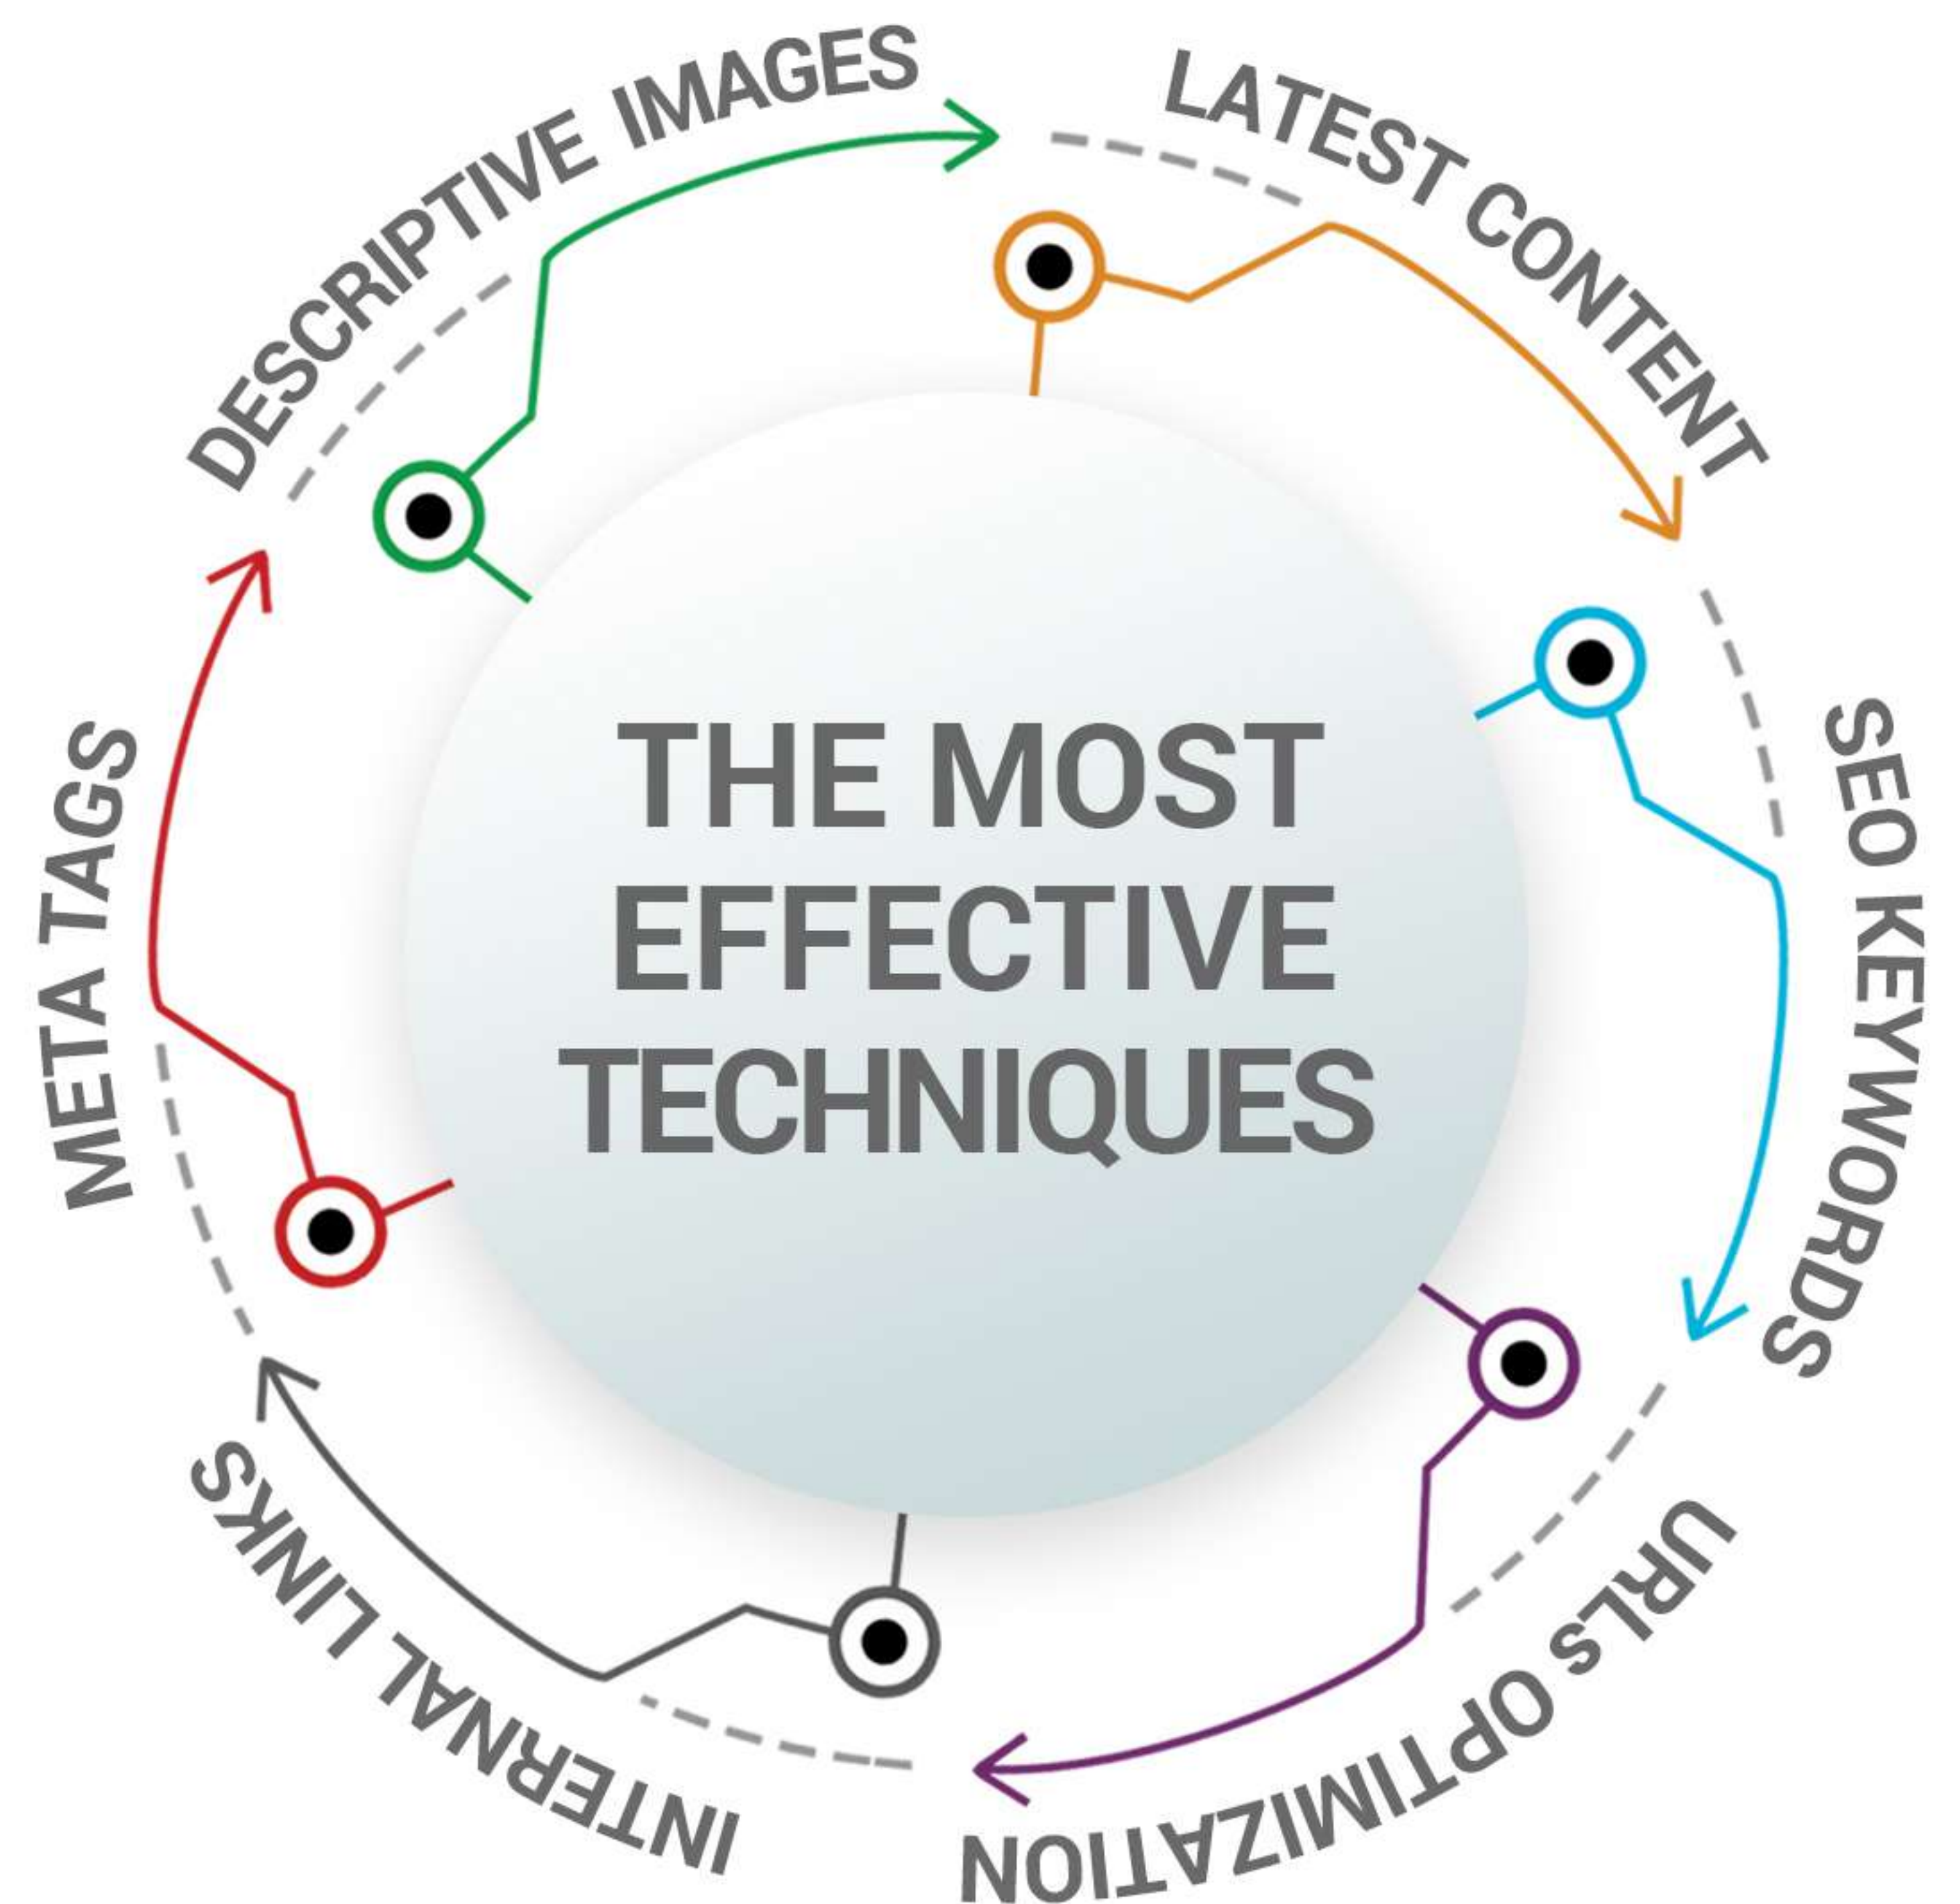 THE MOST
EFFECTIVE
TECHNIQUES
LATEST CONTENT
SEO KEYWORDS
URLs OPTIMIZATION
INTERNAL LINKS
META TAGS
DESCRIPTIVE IMAGES